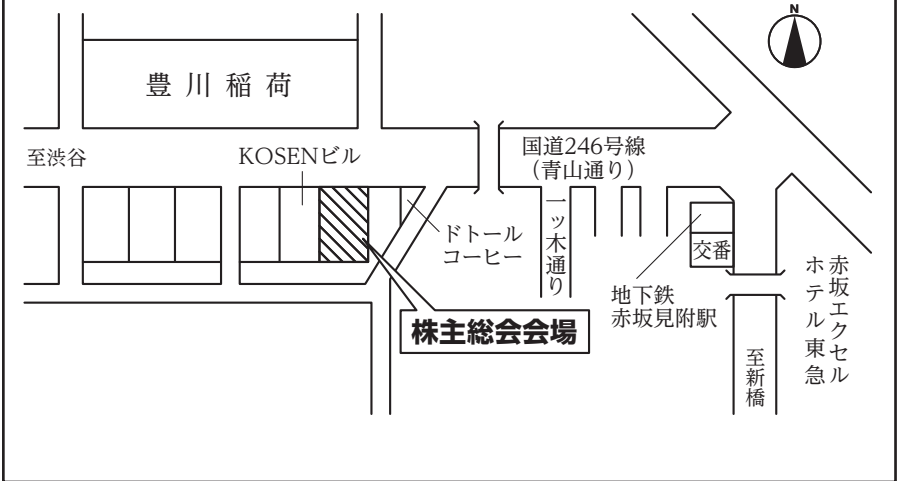 N
豊川稲荷
至渋谷
KOSENビル
国道246号線
（青山通り）
ドトール
コーヒー
一ッ木通り
交番
地下鉄
赤坂見附駅
赤坂エクセル
ホテル東急
株主総会会場
至新橋